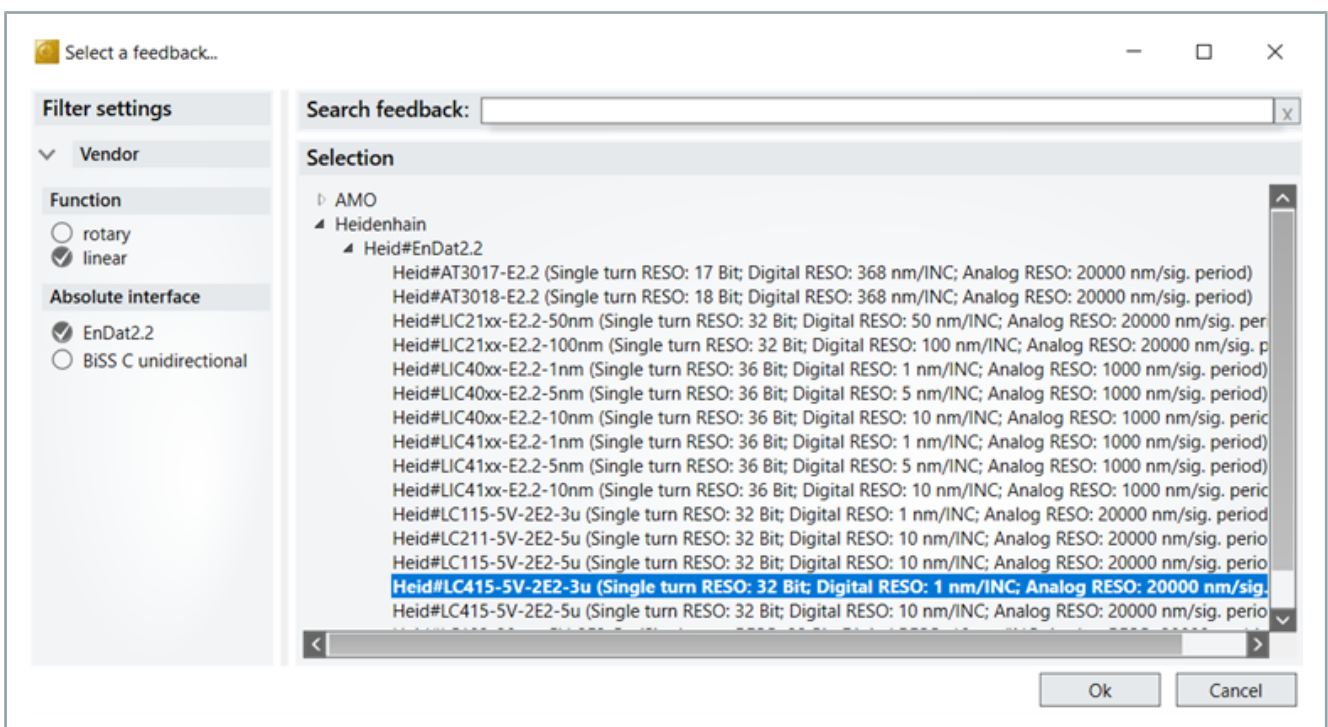 Select a feedback...
Filter settings
Vendor
Function
rotary
linear
Absolute interface
EnDat2.2
BiSS C unidirectional
Search feedback:
x
Selection
AMO
Heidenhain
Heid#EnDat2.2
Heid#AT3017-E2.2 (Single turn RESO: 17 Bit; Digital RESO: 368 nm/INC; Analog RESO: 20000 nm/sig. period)
Heid#AT3018-E2.2 (Single turn RESO: 18 Bit; Digital RESO: 368 nm/INC; Analog RESO: 20000 nm/sig. period)
Heid#LIC21xx-E2.2-50nm (Single turn RESO: 32 Bit; Digital RESO: 50 nm/INC; Analog RESO: 20000 nm/sig. peri
Heid#LIC21xx-E2.2-100nm (Single turn RESO: 32 Bit; Digital RESO: 100 nm/INC; Analog RESO: 20000 nm/sig. p
Heid#LIC40xx-E2.2-1nm (Single turn RESO: 36 Bit; Digital RESO: 1 nm/INC; Analog RESO: 1000 nm/sig. period)
Heid#LIC40xx-E2.2-5nm (Single turn RESO: 36 Bit; Digital RESO: 5 nm/INC; Analog RESO: 1000 nm/sig. period)
Heid#LIC40xx-E2.2-10nm (Single turn RESO: 36 Bit; Digital RESO: 10 nm/INC; Analog RESO: 1000 nm/sig. peric
Heid#LIC41xx-E2.2-1nm (Single turn RESO: 36 Bit; Digital RESO: 1 nm/INC; Analog RESO: 1000 nm/sig. period)
Heid#LIC41xx-E2.2-5nm (Single turn RESO: 36 Bit; Digital RESO: 5 nm/INC; Analog RESO: 1000 nm/sig. period)
Heid#LIC41xx-E2.2-10nm (Single turn RESO: 36 Bit; Digital RESO: 10 nm/INC; Analog RESO: 1000 nm/sig. peric
Heid#LC115-5V-2E2-3u (Single turn RESO: 32 Bit; Digital RESO: 1 nm/INC; Analog RESO: 20000 nm/sig. period
Heid#LC211-5V-2E2-5u (Single turn RESO: 32 Bit; Digital RESO: 10 nm/INC; Analog RESO: 20000 nm/sig. perio
Heid#LC115-5V-2E2-5u (Single turn RESO: 32 Bit; Digital RESO: 10 nm/INC; Analog RESO: 20000 nm/sig. perio
Heid#LC415-5V-2E2-3u (Single turn RESO: 32 Bit; Digital RESO: 1 nm/INC; Analog RESO: 20000 nm/sig.
Heid#LC415-5V-2E2-5u (Single turn RESO: 32 Bit; Digital RESO: 10 nm/INC; Analog RESO: 20000 nm/sig. perio
Ok
Cancel